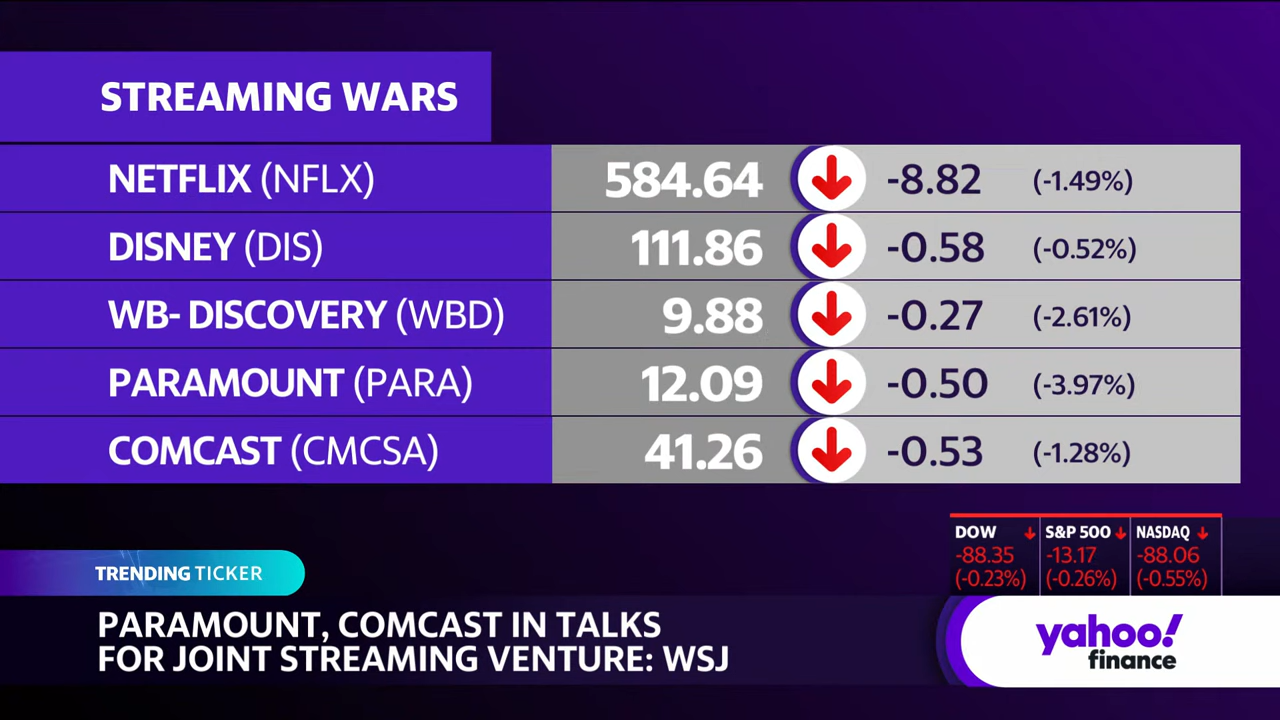 STREAMING WARS
NETFLIX (NFLX) 584.64 -8.82 (-1.49%)
DISNEY (DIS) 111.86 -0.58 (-0.52%)
WB- DISCOVERY (WBD) 9.88 -0.27 (-2.61%)
PARAMOUNT (PARA) 12.09 -0.50 (-3.97%)
COMCAST (CMCSA) 41.26 -0.53 (-1.28%)
DOW S&P 500 NASDAQ
-88.35 -13.17 -88.06
(-0.23%) (-0.26%) (-0.55%)
TRENDING TICKER
PARAMOUNT, COMCAST IN TALKS
FOR JOINT STREAMING VENTURE: WSJ
yahoo!
finance